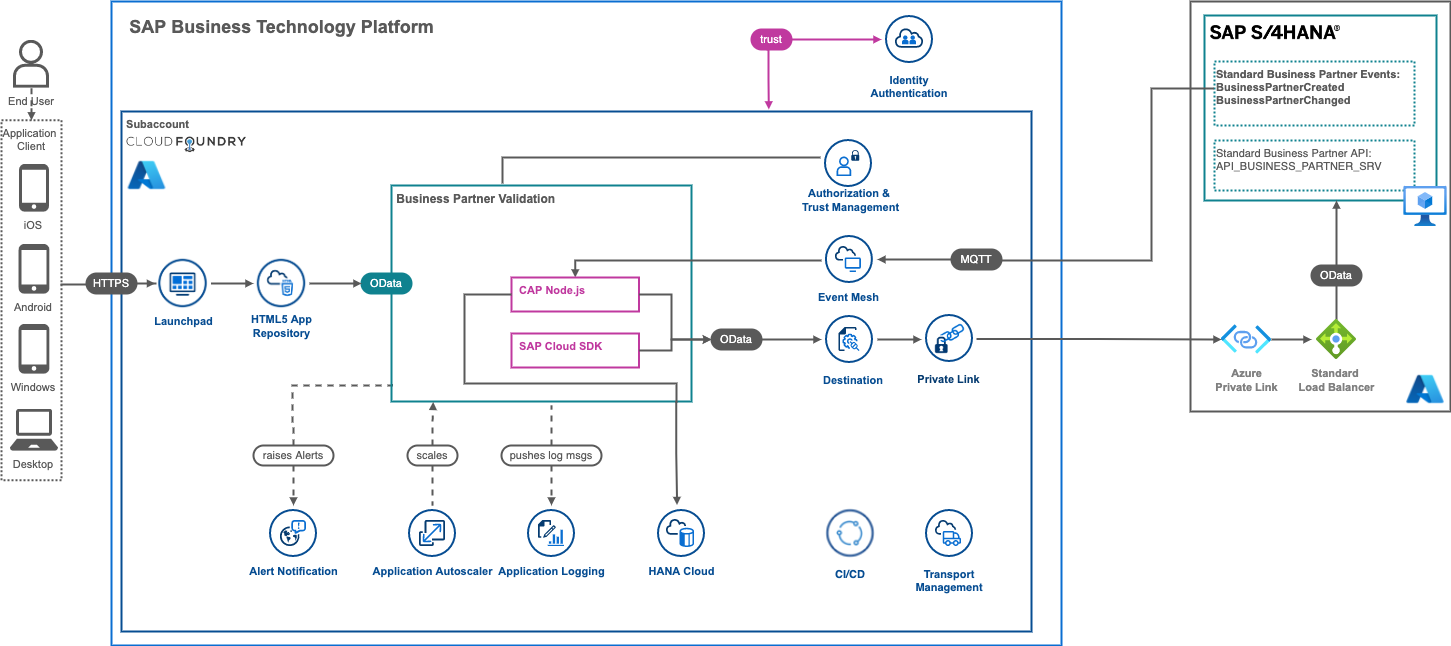 SAP Business Technology Platform
trust
Identity
Authentication
SAP S/4HANA®
Standard Business Partner Events:
BusinessPartnerCreated
BusinessPartnerChanged
Standard Business Partner API:
API_BUSINESS_PARTNER_SRV
End User
Application
Client
iOS
Android
Windows
Desktop
HTTPS
Subaccount
CLOUD FOUNDRY
Launchpad
HTML5 App
Repository
OData
Business Partner Validation
CAP Node.js
SAP Cloud SDK
Authorization &
Trust Management
Event Mesh
MQTT
OData
Destination
Private Link
OData
Azure
Private Link
Standard
Load Balancer
raises Alerts
scales
pushes log msgs
Alert Notification
Application Autoscaler
Application Logging
HANA Cloud
CI/CD
Transport
Management